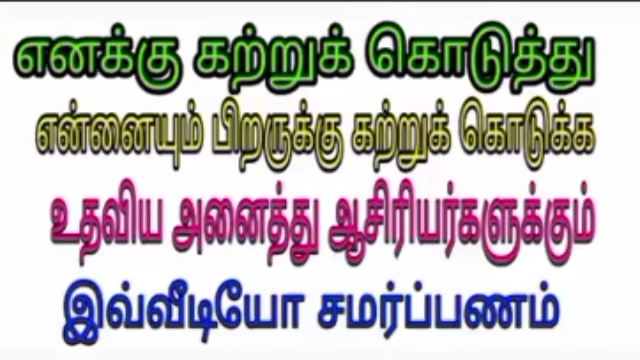 எனக்கு கற்றுக் கொடுத்து
என்னையும் பிறருக்கு கற்றுக் கொடுக்க
உதவிய அனைத்து ஆசிரியர்களுக்கும்
இவ்வீடியோ சமர்ப்பணம்